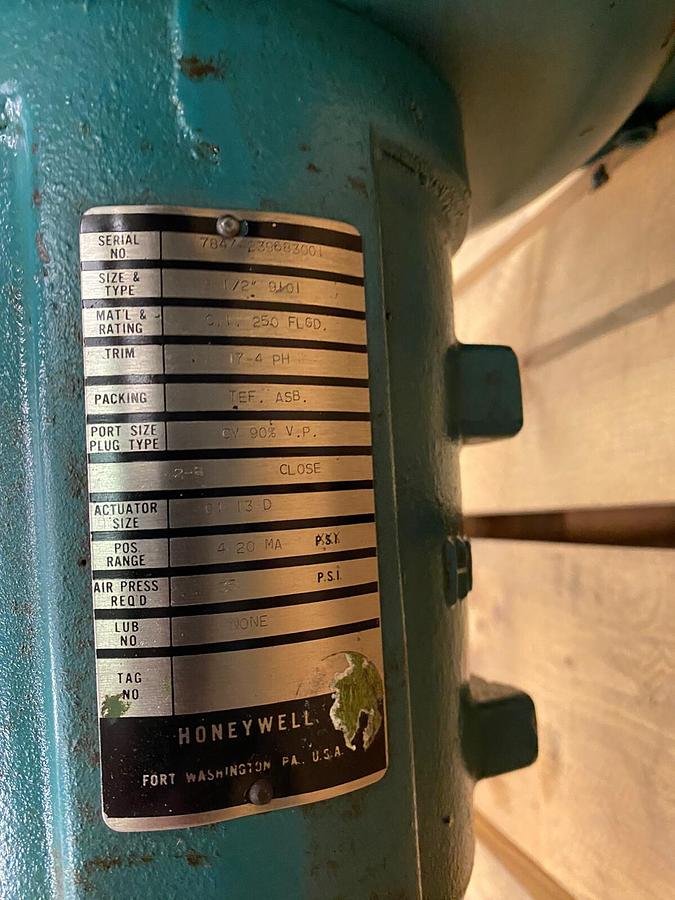 SERIAL NO. 7847-239683001
SIZE & TYPE 1/2" 9101
MAT'L & RATING 250 FLGD.
TRIM 17-4 PH
PACKING TEF. ASB.
PORT SIZE PLUG TYPE CV 90% V.P.
CLOSE
ACTUATOR SIZE 13 D
POS. RANGE 4 20 MA P.S.I.
AIR PRESS REQD P.S.I.
LUB NO NONE
TAG NO
HONEYWELL
FORT WASHINGTON PA. U.S.A.